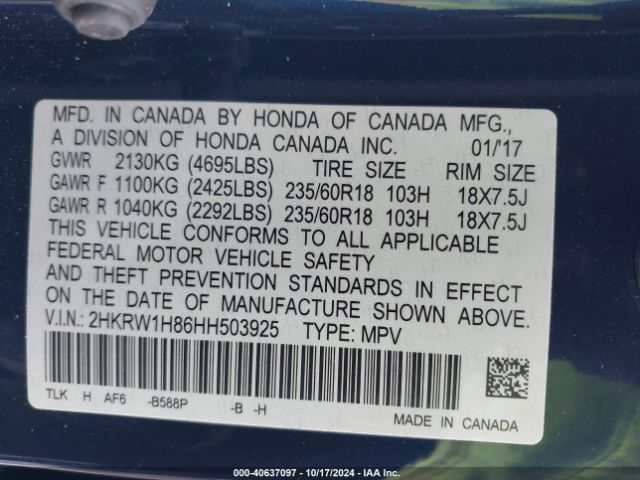 MFD. IN CANADA BY HONDA OF CANADA MFG.,
A DIVISION OF HONDA CANADA INC. 01/'17
GVWR 2130KG (4695LBS) TIRE SIZE RIM SIZE
GAWR F 1100KG (2425LBS) 235/60R18 103H 18X7.5J
GAWR R 1040KG (2292LBS) 235/60R18 103H 18X7.5J
THIS VEHICLE CONFORMS TO ALL APPLICABLE
FEDERAL MOTOR VEHICLE SAFETY
AND THEFT PREVENTION STANDARDS IN EFFECT
ON THE DATE OF MANUFACTURE SHOWN ABOVE.
V.I.N.: 2HKRW1H86HH503925 TYPE: MPV
TLK H AF6 -B588P -B -H
MADE IN CANADA
000-40637097 | 10/17/2024 | IAA Inc.